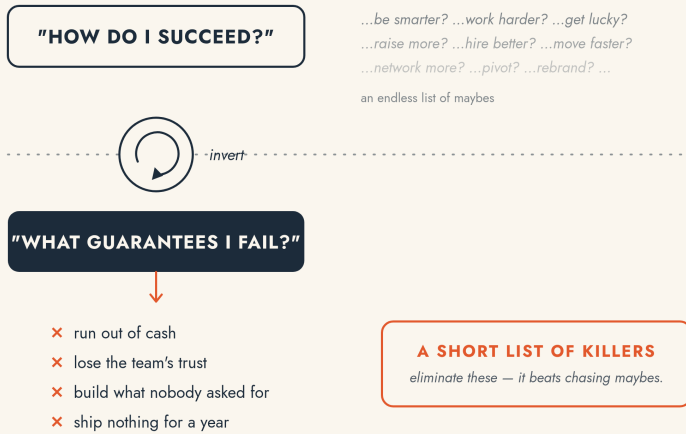 "HOW DO I SUCCEED?"
...be smarter? ...work harder? ...get lucky?
...raise more? ...hire better? ...move faster?
...network more? ...pivot? ...rebrand? ...
an endless list of maybes
invert
"WHAT GUARANTEES I FAIL?"
✕ run out of cash
✕ lose the team's trust
✕ build what nobody asked for
✕ ship nothing for a year
A SHORT LIST OF KILLERS
eliminate these — it beats chasing maybes.